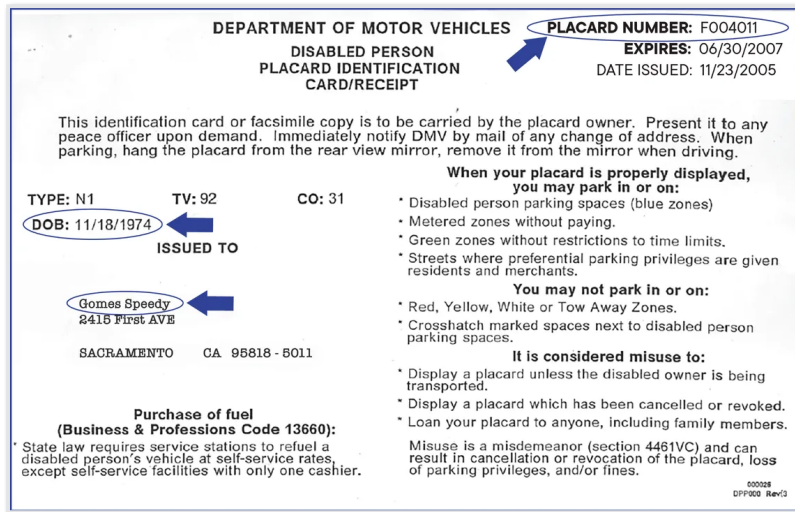 DEPARTMENT OF MOTOR VEHICLES
DISABLED PERSON
PLACARD IDENTIFICATION
CARD/RECEIPT
PLACARD NUMBER: F004011
EXPIRES: 06/30/2007
DATE ISSUED: 11/23/2005
This identification card or facsimile copy is to be carried by the placard owner. Present it to any
peace officer upon demand. Immediately notify DMV by mail of any change of address. When
parking, hang the placard from the rear view mirror, remove it from the mirror when driving.
TYPE: N1 TV: 92 CO: 31
DOB: 11/18/1974
ISSUED TO
Gomes Speedy
2415 First AVE
SACRAMENTO CA 95818 - 5011
Purchase of fuel
(Business & Professions Code 13660):
* State law requires service stations to refuel a
disabled person's vehicle at self-service rates,
except self-service facilities with only one cashier.
When your placard is properly displayed,
you may park in or on:
* Disabled person parking spaces (blue zones)
* Metered zones without paying.
* Green zones without restrictions to time limits.
* Streets where preferential parking privileges are given
residents and merchants.
You may not park in or on:
* Red, Yellow, White or Tow Away Zones.
* Crosshatch marked spaces next to disabled person
parking spaces.
It is considered misuse to:
* Display a placard unless the disabled owner is being
transported.
* Display a placard which has been cancelled or revoked.
* Loan your placard to anyone, including family members.
Misuse is a misdemeanor (section 4461VC) and can
result in cancellation or revocation of the placard, loss
of parking privileges, and/or fines.
000026
DPP000